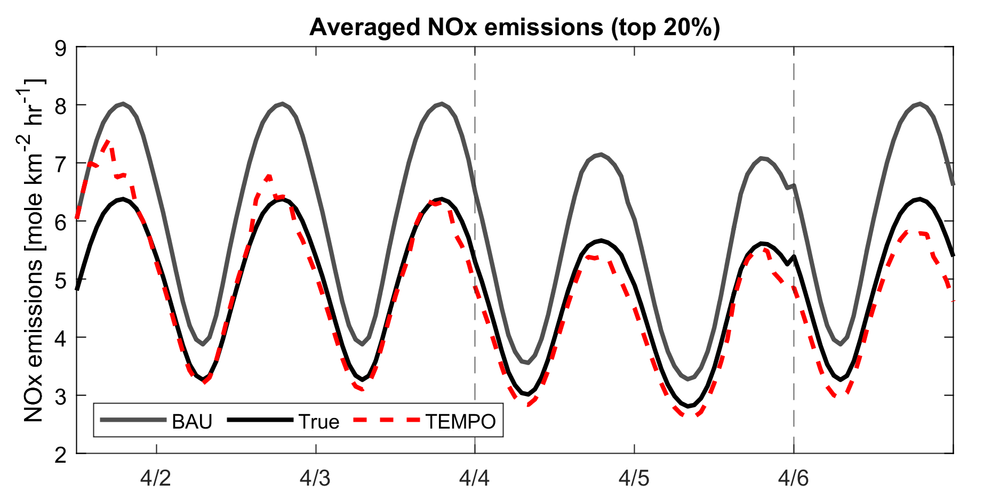 Averaged NOx emissions (top 20%)
NOx emissions [mole km-2 hr-1]
9
8
7
6
5
4
3
2
BAU True TEMPO
4/2 4/3 4/4 4/5 4/6